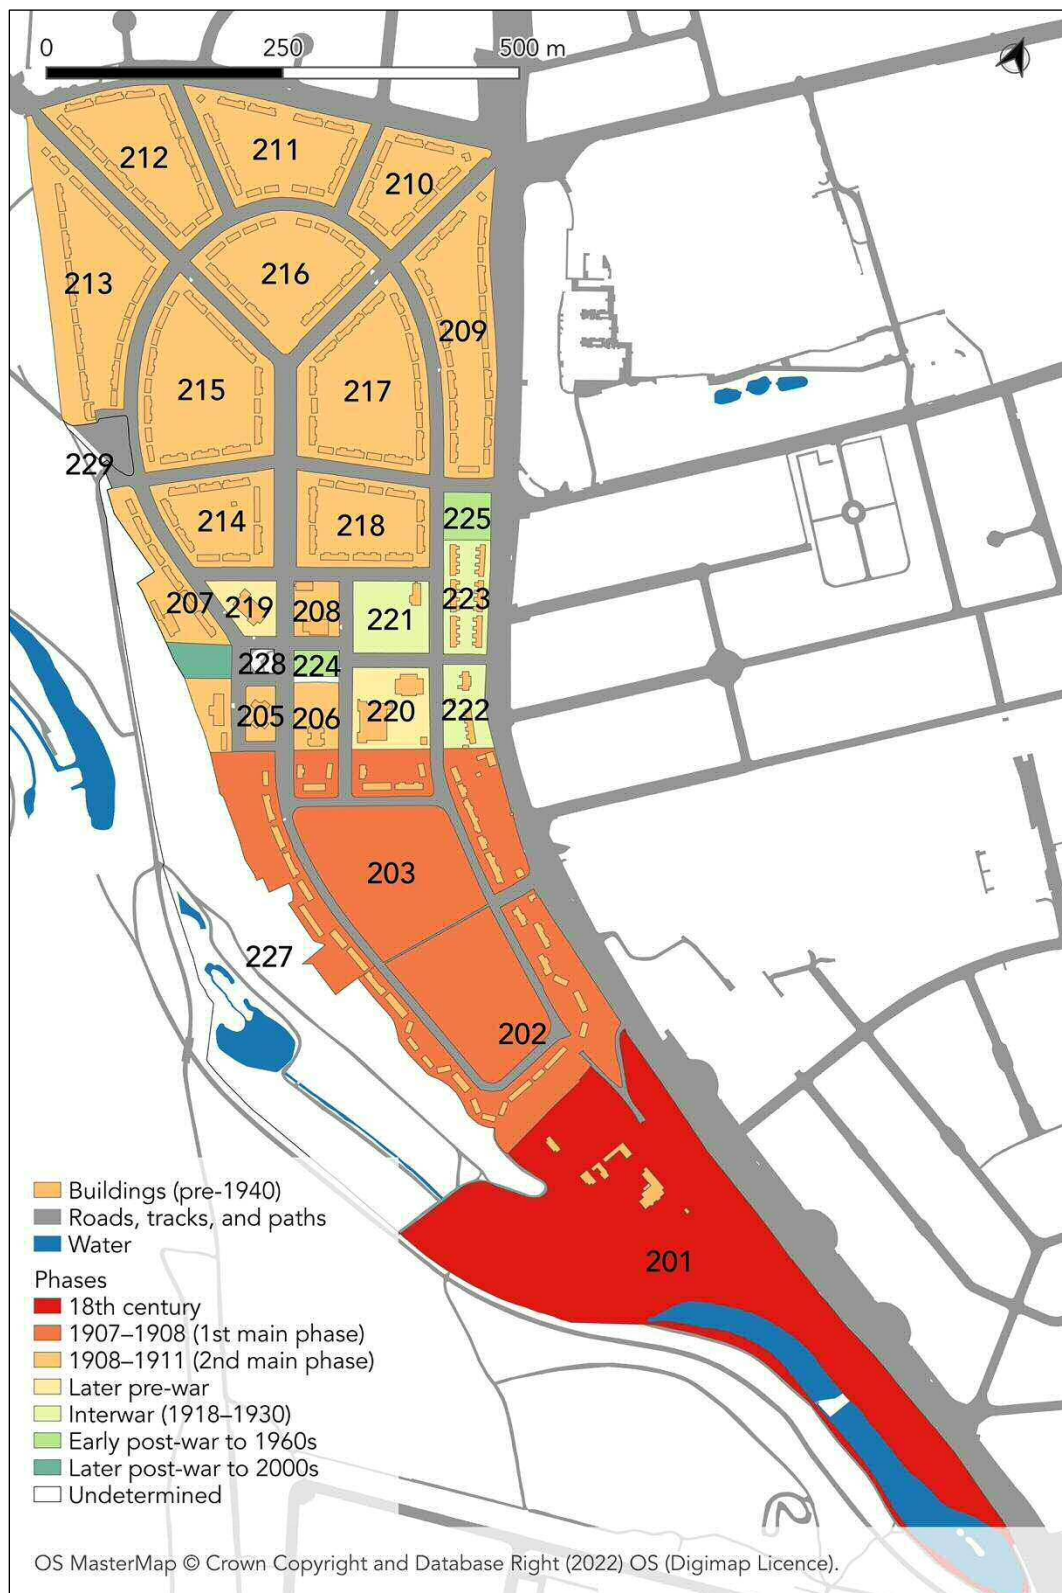 0 250 500 m
211
212
210
216
213
209
215
217
229
214
218
225
207
219
208
221
223
228
224
205
206
220
222
203
227
202
201
Buildings (pre-1940)
Roads, tracks, and paths
Water
Phases
18th century
1907–1908 (1st main phase)
1908–1911 (2nd main phase)
Later pre-war
Interwar (1918–1930)
Early post-war to 1960s
Later post-war to 2000s
Undetermined
OS MasterMap © Crown Copyright and Database Right (2022) OS (Digimap Licence).